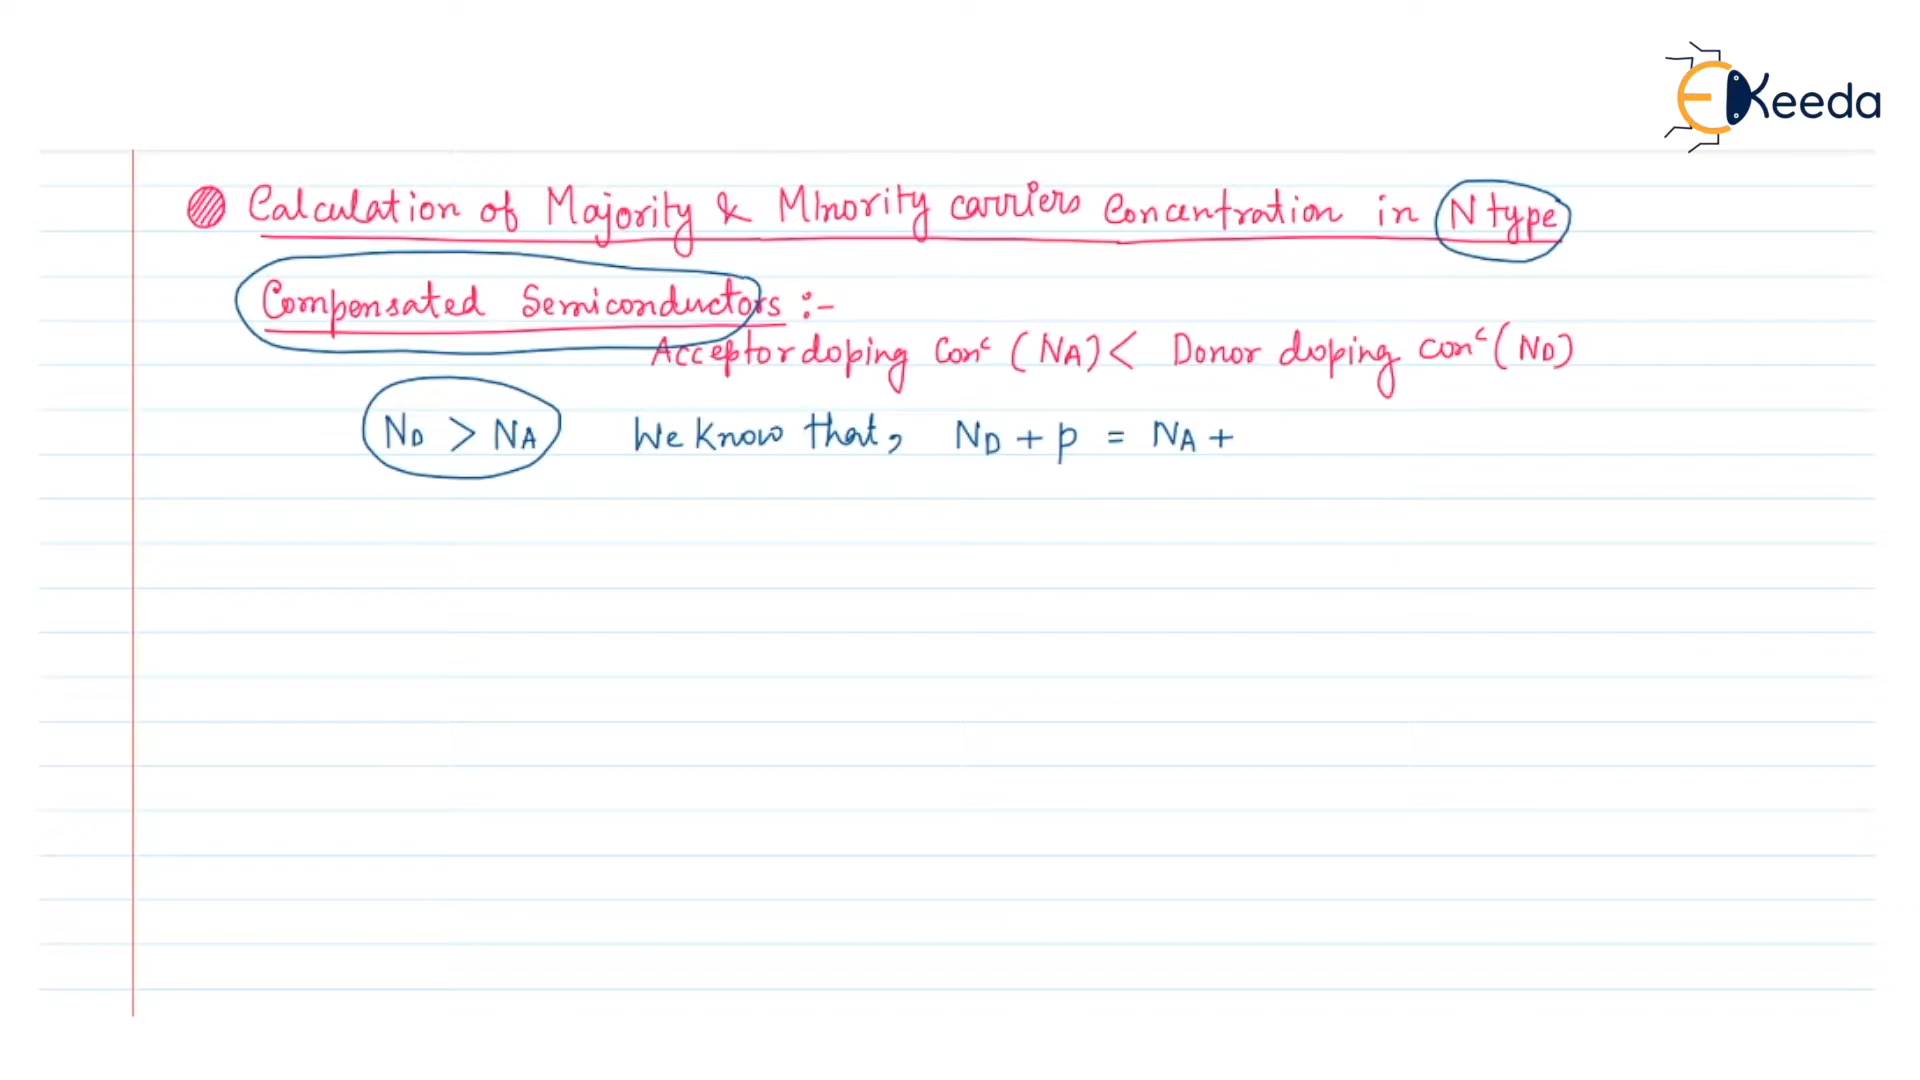 EKeeda
Calculation of Majority & MInority carriers Concentration in N type
Compensated Semiconductors :-
Acceptor doping Conᶜ (NA) < Donor doping conᶜ (ND)
ND > NA We know that, ND + p = NA +